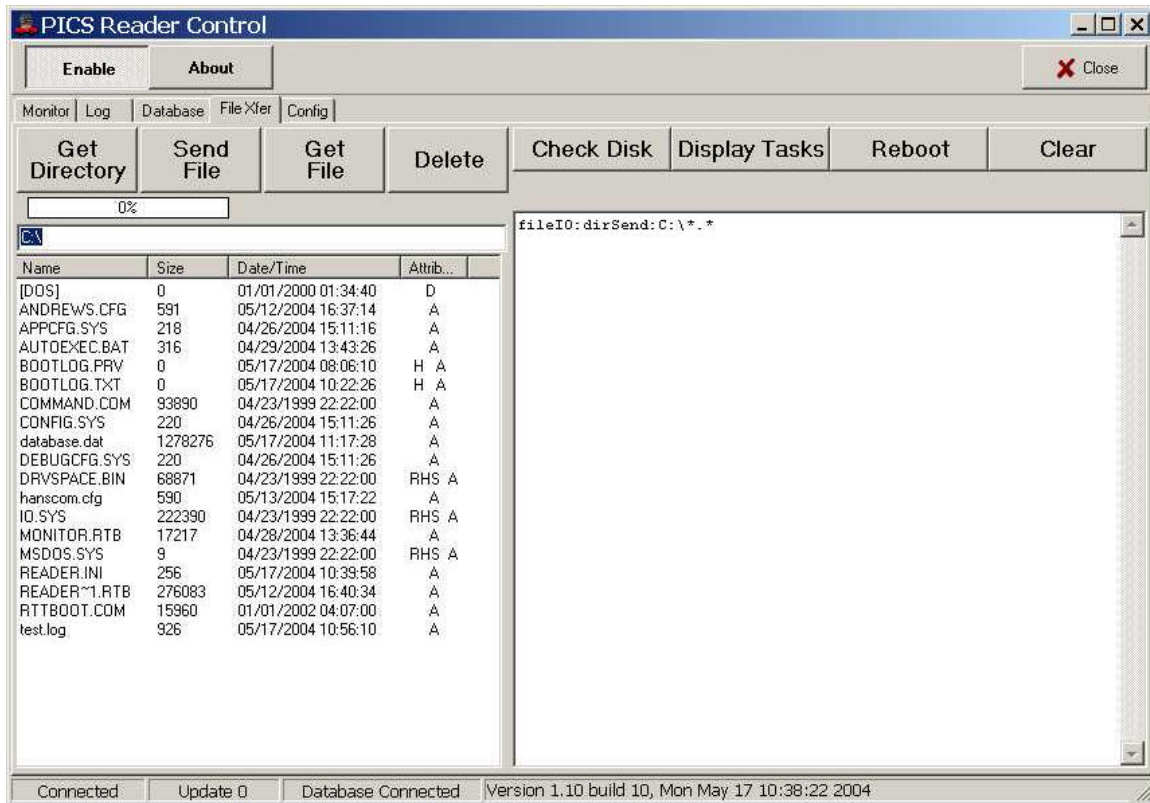 PICS Reader Control
Enable About Close
Monitor Log Database File Xfer Config
Get Directory Send File Get File Delete Check Disk Display Tasks Reboot Clear
0%
C:\
fileIO:dirSend:C:\*.*
Name Size Date/Time Attrib...
[DOS] 0 01/01/2000 01:34:40 D
ANDREWS.CFG 591 05/12/2004 16:37:14 A
APPCFG.SYS 218 04/26/2004 15:11:16 A
AUTOEXEC.BAT 316 04/29/2004 13:43:26 A
BOOTLOG.PRV 0 05/17/2004 08:06:10 H A
BOOTLOG.TXT 0 05/17/2004 10:22:26 H A
COMMAND.COM 93890 04/23/1999 22:22:00 A
CONFIG.SYS 220 04/26/2004 15:11:26 A
database.dat 1278276 05/17/2004 11:17:28 A
DEBUGCFG.SYS 220 04/26/2004 15:11:26 A
DRVSPACE.BIN 68871 04/23/1999 22:22:00 RHS A
hanscom.cfg 590 05/13/2004 15:17:22 A
IO.SYS 222390 04/23/1999 22:22:00 RHS A
MONITOR.RTB 17217 04/28/2004 13:36:44 A
MSDOS.SYS 9 04/23/1999 22:22:00 RHS A
READER.INI 256 05/17/2004 10:39:58 A
READER~1.RTB 276083 05/12/2004 16:40:34 A
RTTBOOT.COM 15960 01/01/2002 04:07:00 A
test.log 926 05/17/2004 10:56:10 A
Connected Update 0 Database Connected Version 1.10 build 10, Mon May 17 10:38:22 2004